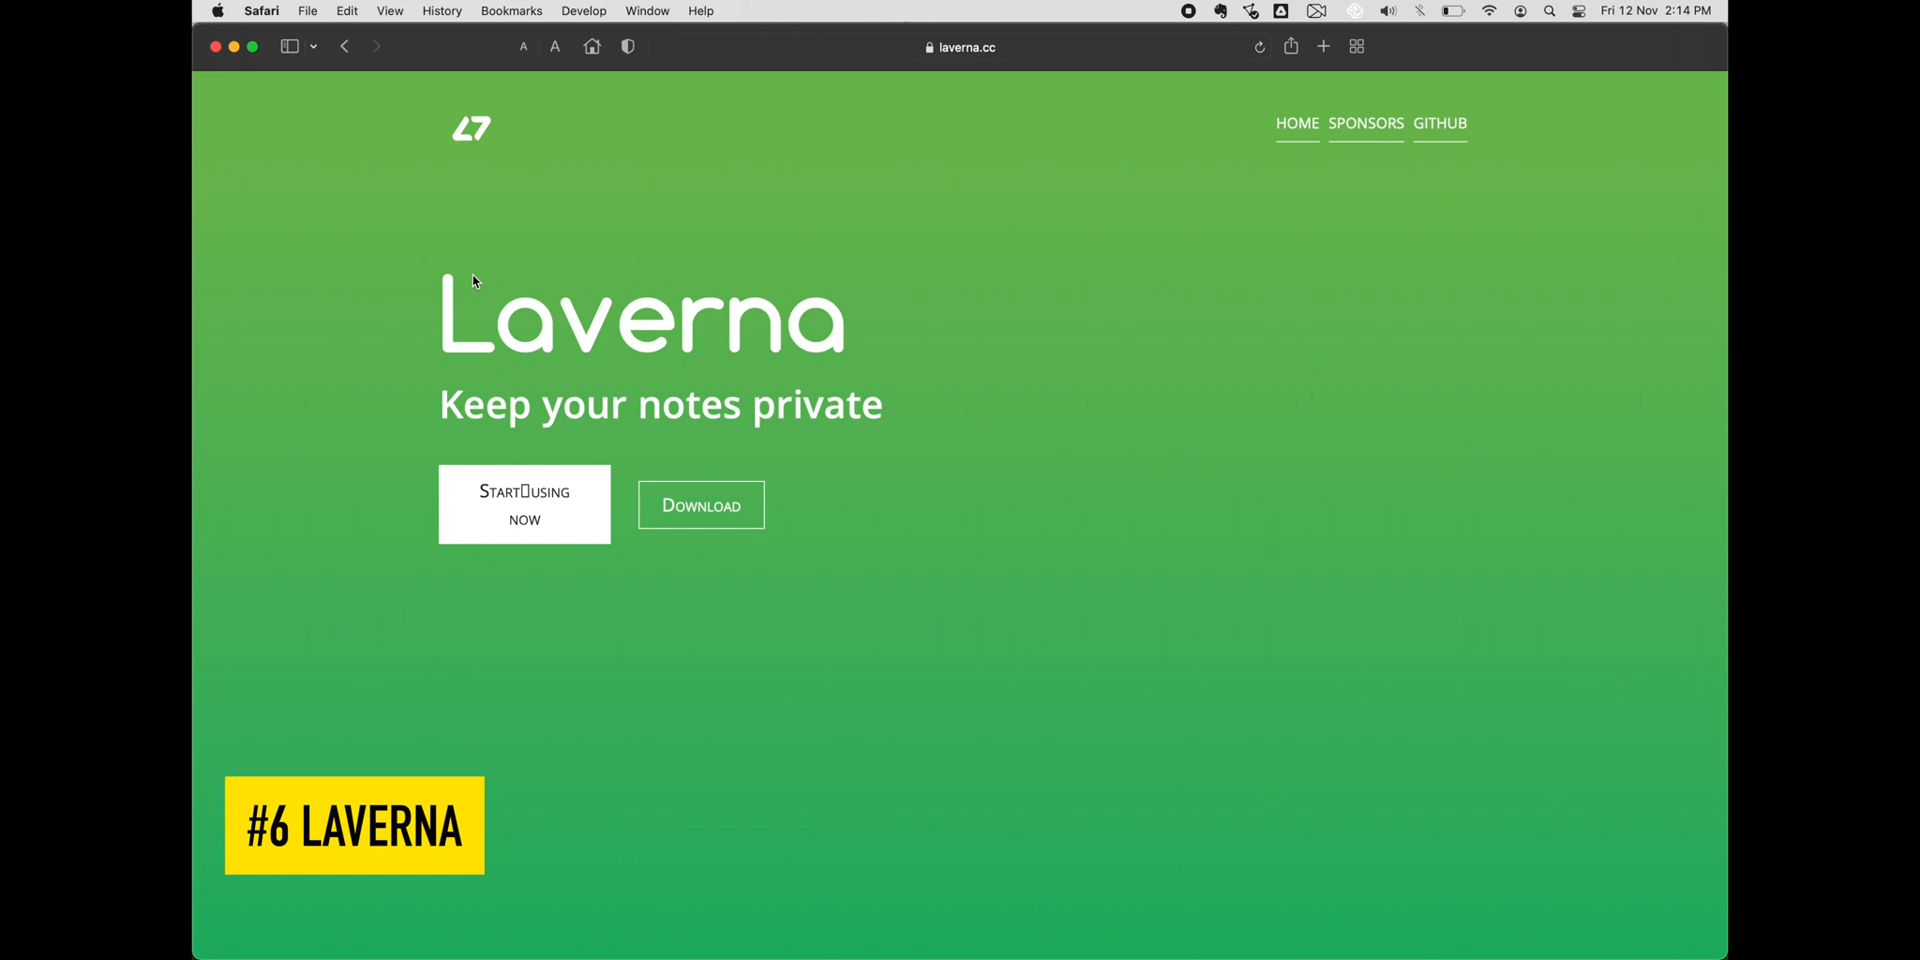 Safari File Edit View History Bookmarks Develop Window Help Fri 12 Nov 2:14 PM
A A laverna.cc
HOME SPONSORS GITHUB
Laverna
Keep your notes private
START▯USING
NOW
DOWNLOAD
#6 LAVERNA